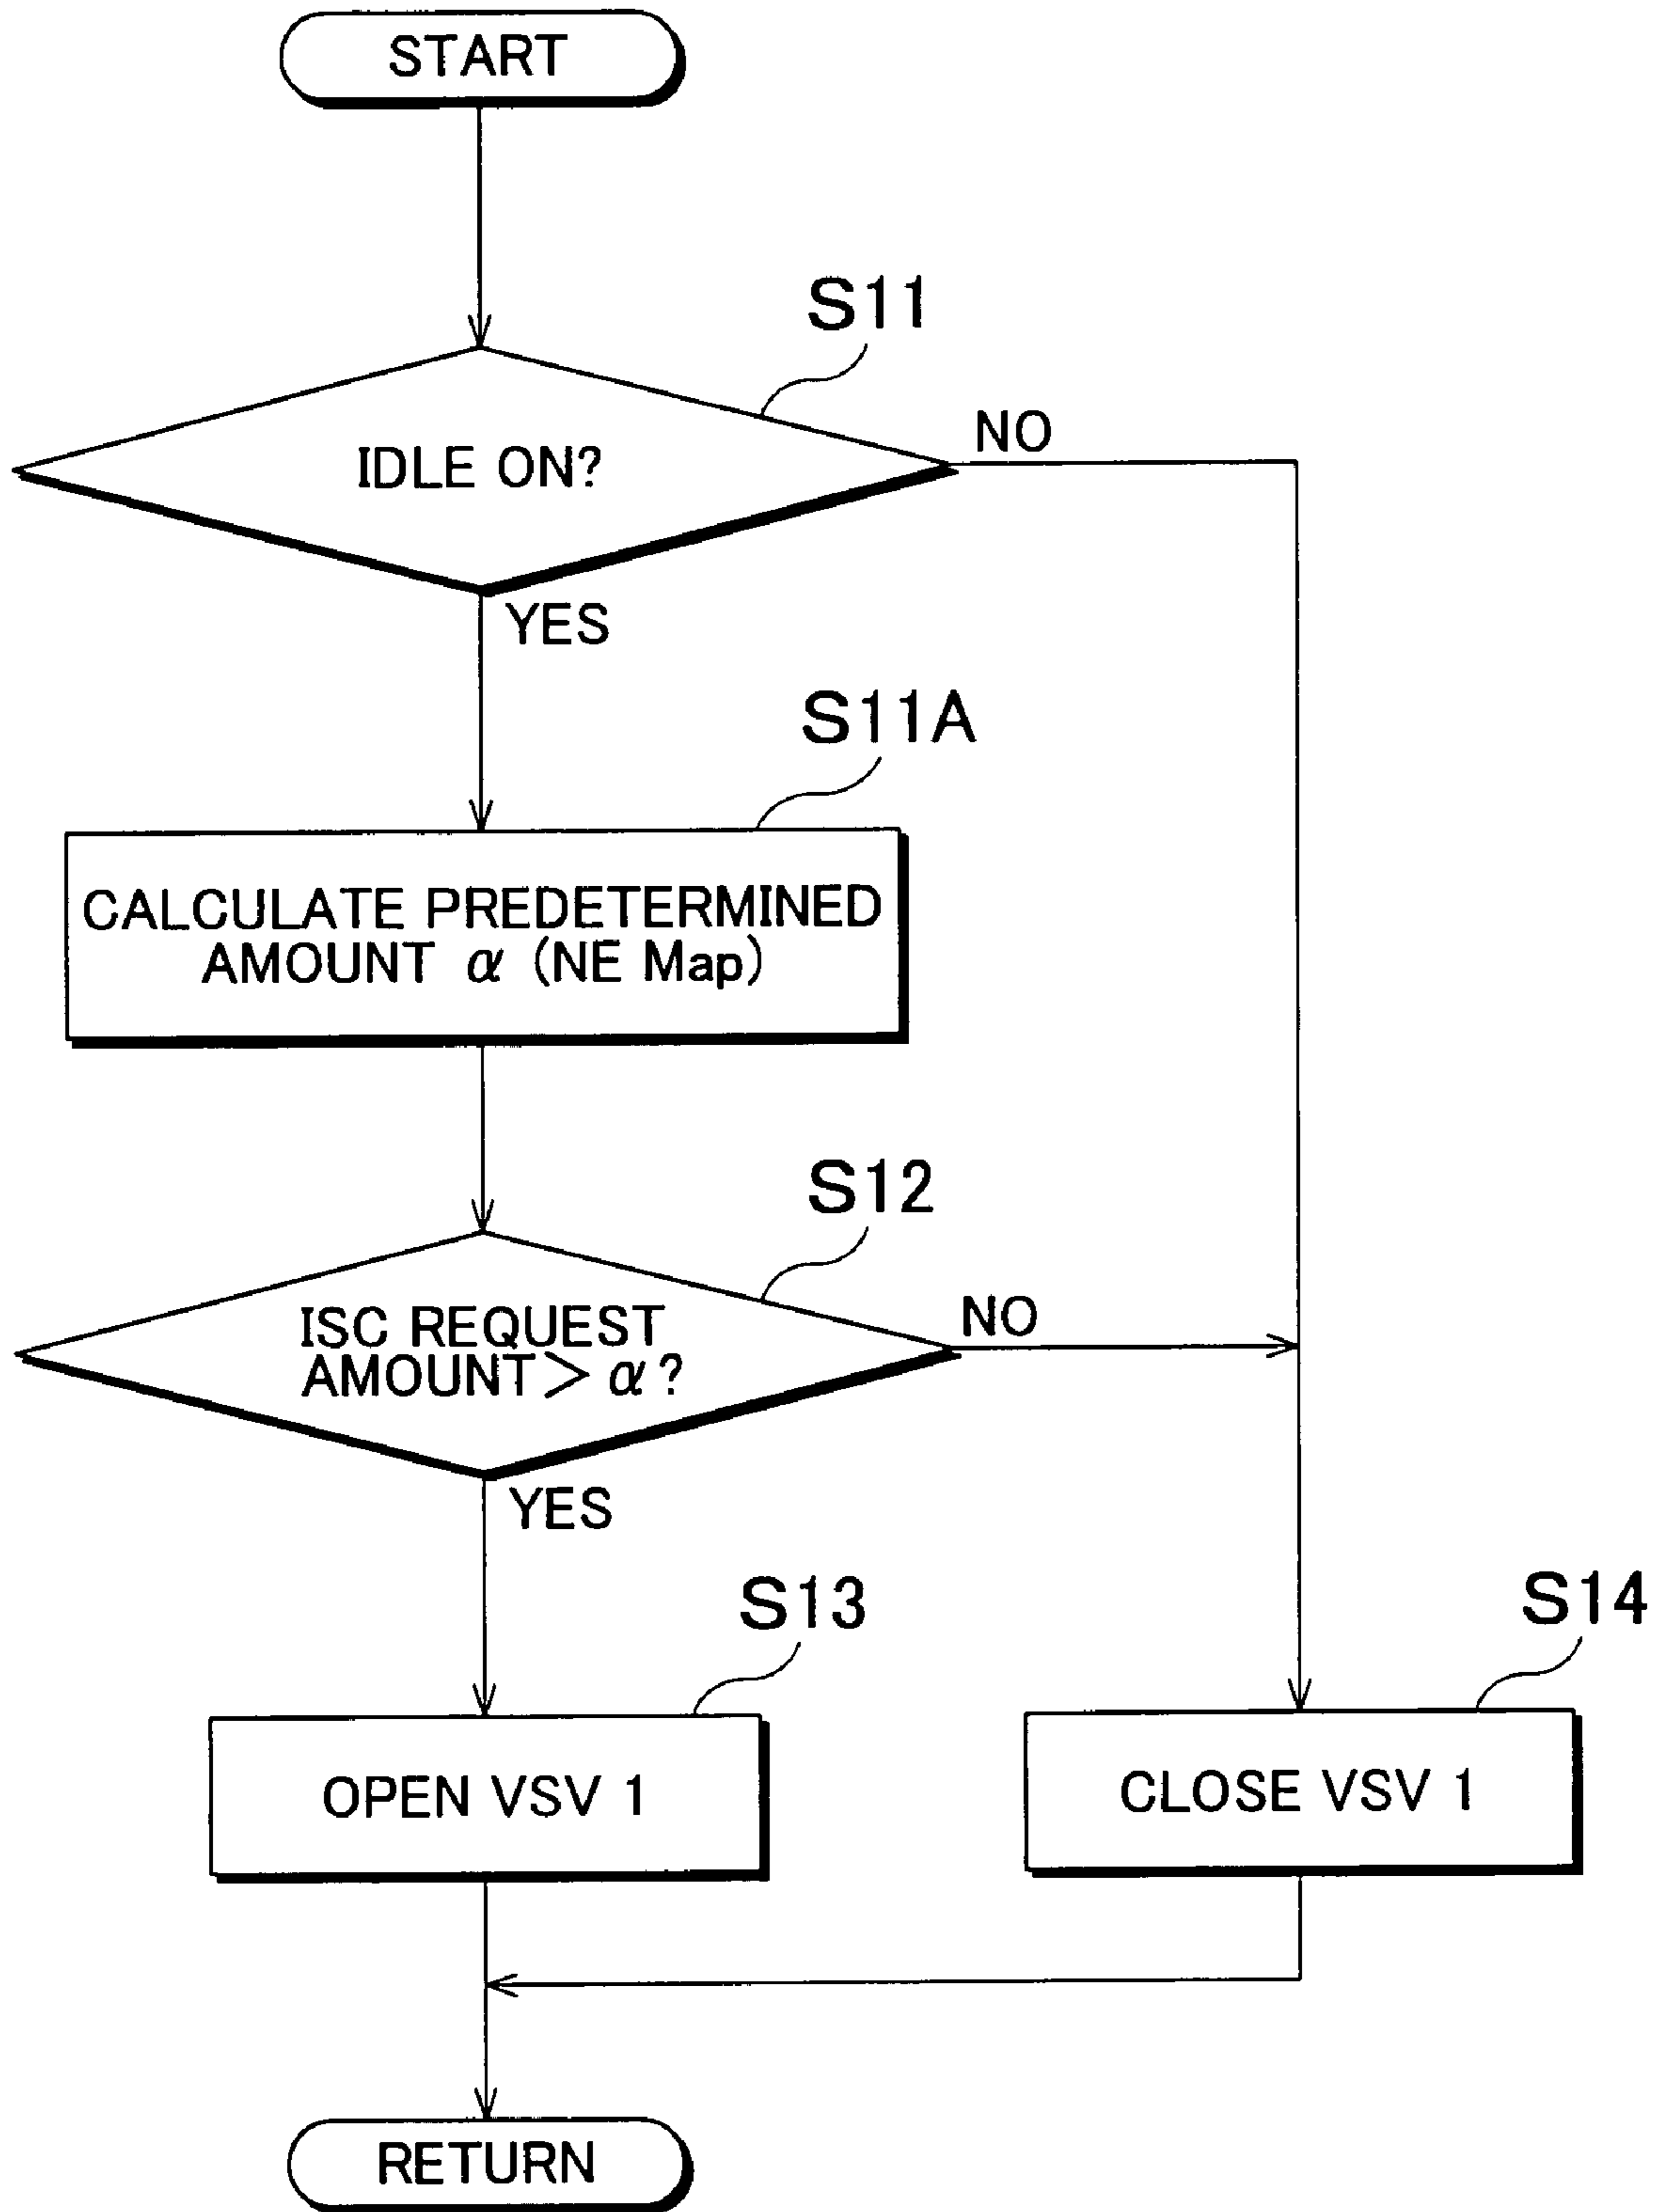 START
S11
IDLE ON?
NO
YES
S11A
CALCULATE PREDETERMINED
AMOUNT α (NE Map)
S12
ISC REQUEST
AMOUNT > α ?
NO
YES
S13
S14
OPEN VSV 1
CLOSE VSV 1
RETURN